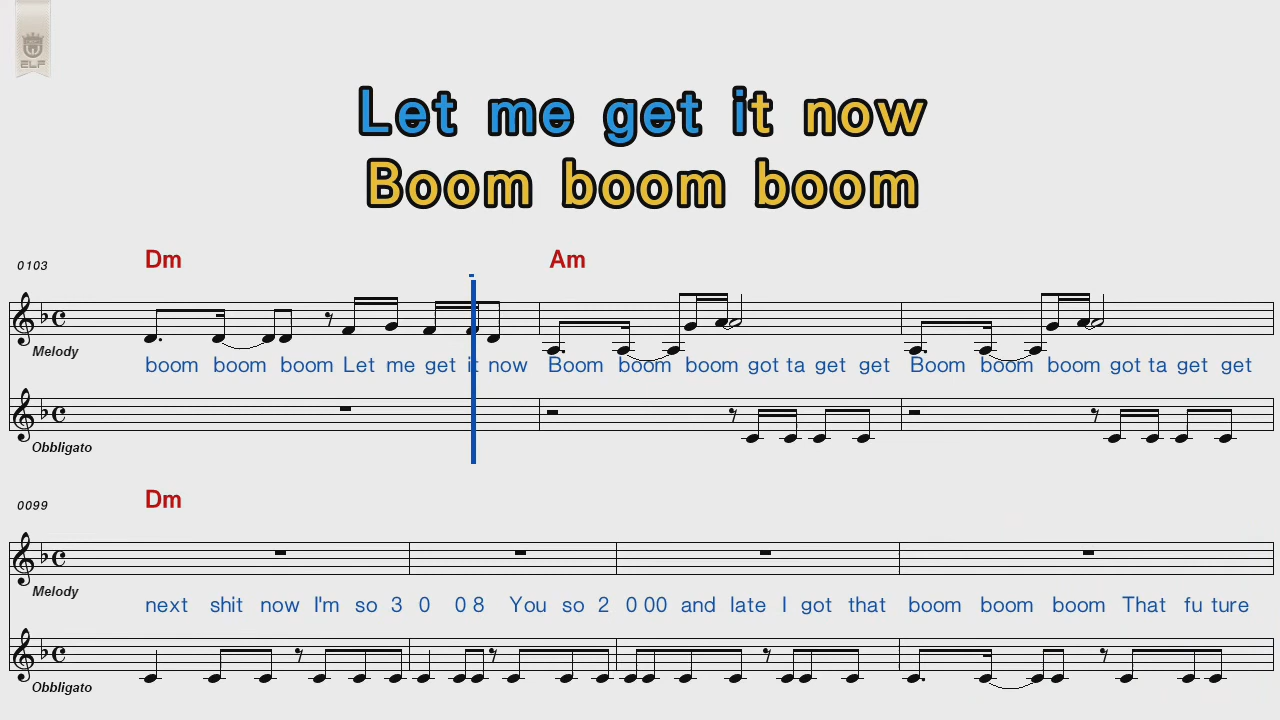 ELF
Let me get it now
Boom boom boom
0103
Dm Am
Melody
boom boom boom Let me get it now Boom boom boom got ta get get Boom boom boom got ta get get
Obbligato
0099
Dm
Melody
next shit now I'm so 3 0 0 8 You so 2 0 00 and late I got that boom boom boom That fu ture
Obbligato